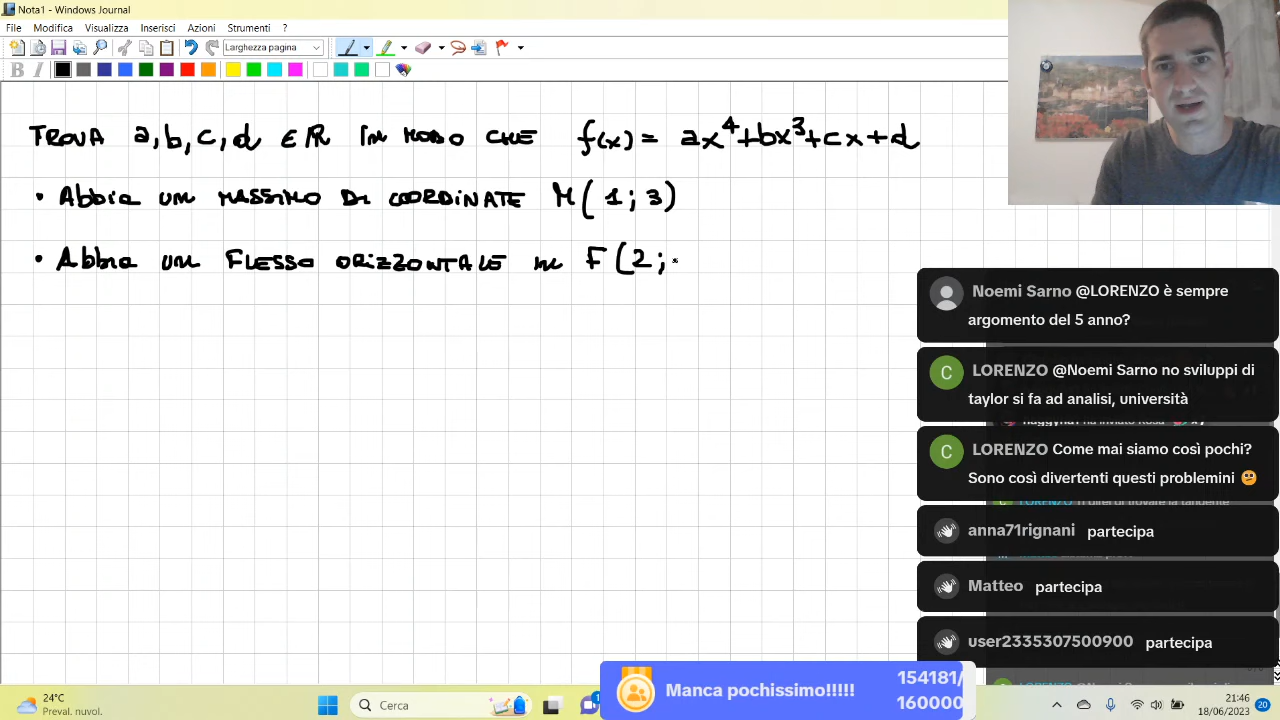 Nota1 - Windows Journal
File Modifica Visualizza Inserisci Azioni Strumenti ?
Larghezza pagina
TROVA a, b, c, d ∈ ℝ IN MODO CHE f(x) = ax⁴+bx³+cx+d
• Abbia un MASSIMO DI COORDINATE M(1; 3)
• Abbia un FLESSO ORIZZONTALE in F(2;
Noemi Sarno @LORENZO è sempre
argomento del 5 anno?
C LORENZO @Noemi Sarno no sviluppi di
taylor si fa ad analisi, università
C LORENZO Come mai siamo così pochi?
Sono così divertenti questi problemini
anna71rignani partecipa
Matteo partecipa
user2335307500900 partecipa
Manca pochissimo!!!!! 154181/
160000
24°C
Preval. nuvol.
Cerca
21:46
18/06/2023
20